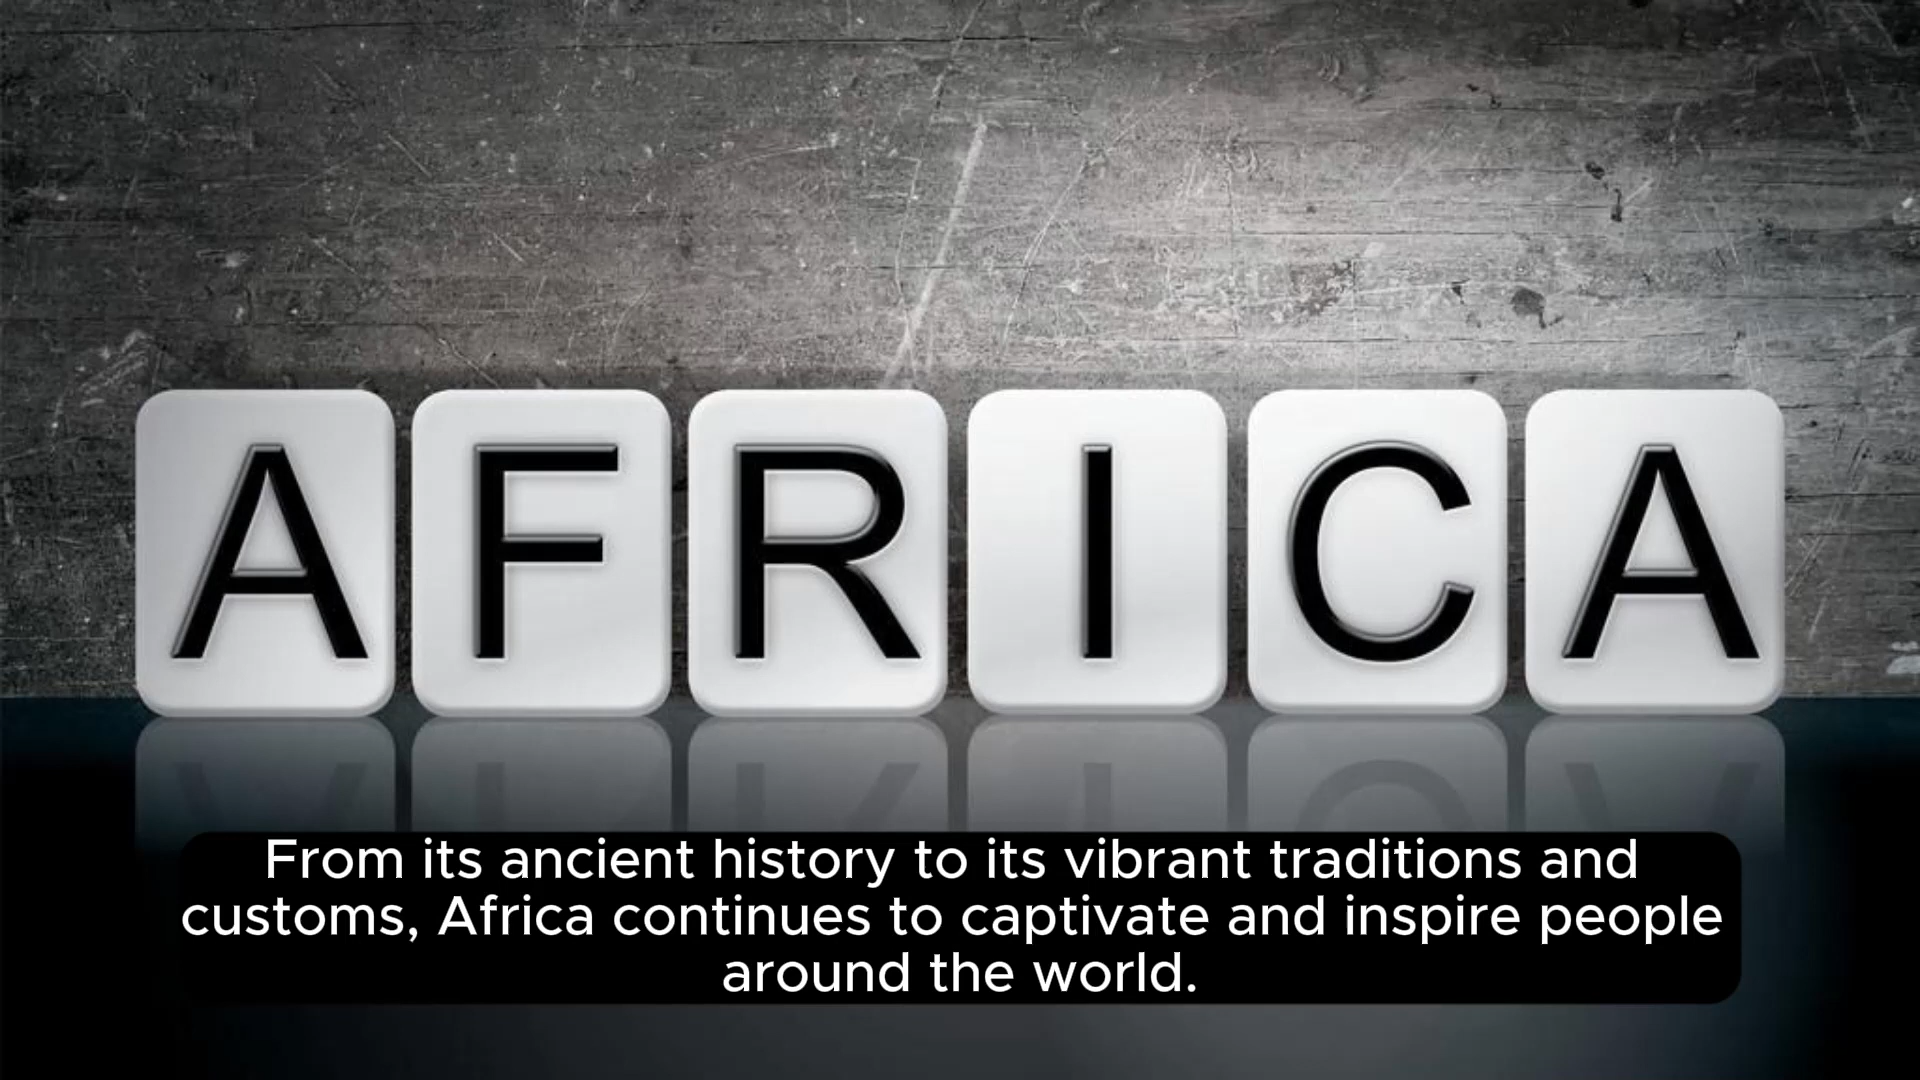 AFRICA
From its ancient history to its vibrant traditions and
customs, Africa continues to captivate and inspire people
around the world.